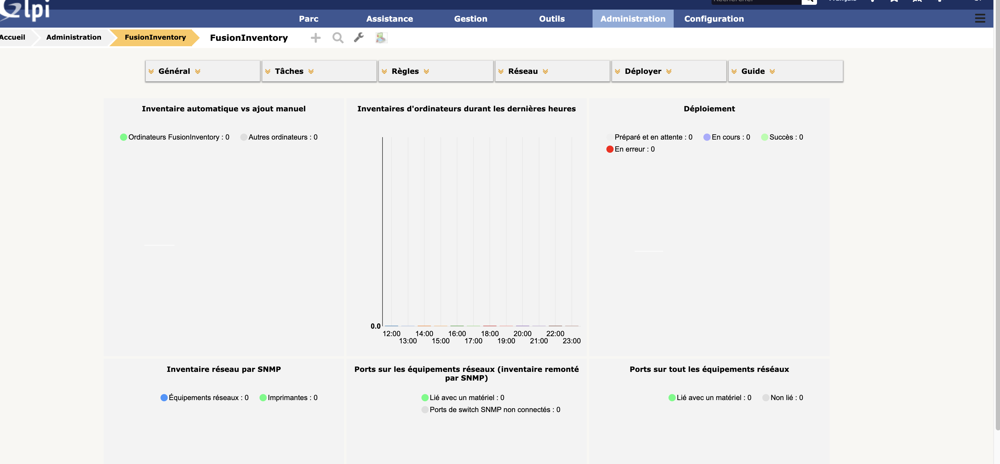 Glpi
Rechercher
Français
Parc Assistance Gestion Outils Administration Configuration
Accueil Administration FusionInventory FusionInventory
Général Tâches Règles Réseau Déployer Guide
Inventaire automatique vs ajout manuel
Ordinateurs FusionInventory : 0 Autres ordinateurs : 0
Inventaires d'ordinateurs durant les dernières heures
0.0
12:00 14:00 16:00 18:00 20:00 22:00
13:00 15:00 17:00 19:00 21:00 23:00
Déploiement
Préparé et en attente : 0 En cours : 0 Succès : 0
En erreur : 0
Inventaire réseau par SNMP
Équipements réseaux : 0 Imprimantes : 0
Ports sur les équipements réseaux (inventaire remonté
par SNMP)
Lié avec un matériel : 0
Ports de switch SNMP non connectés : 0
Ports sur tout les équipements réséaux
Lié avec un matériel : 0 Non lié : 0